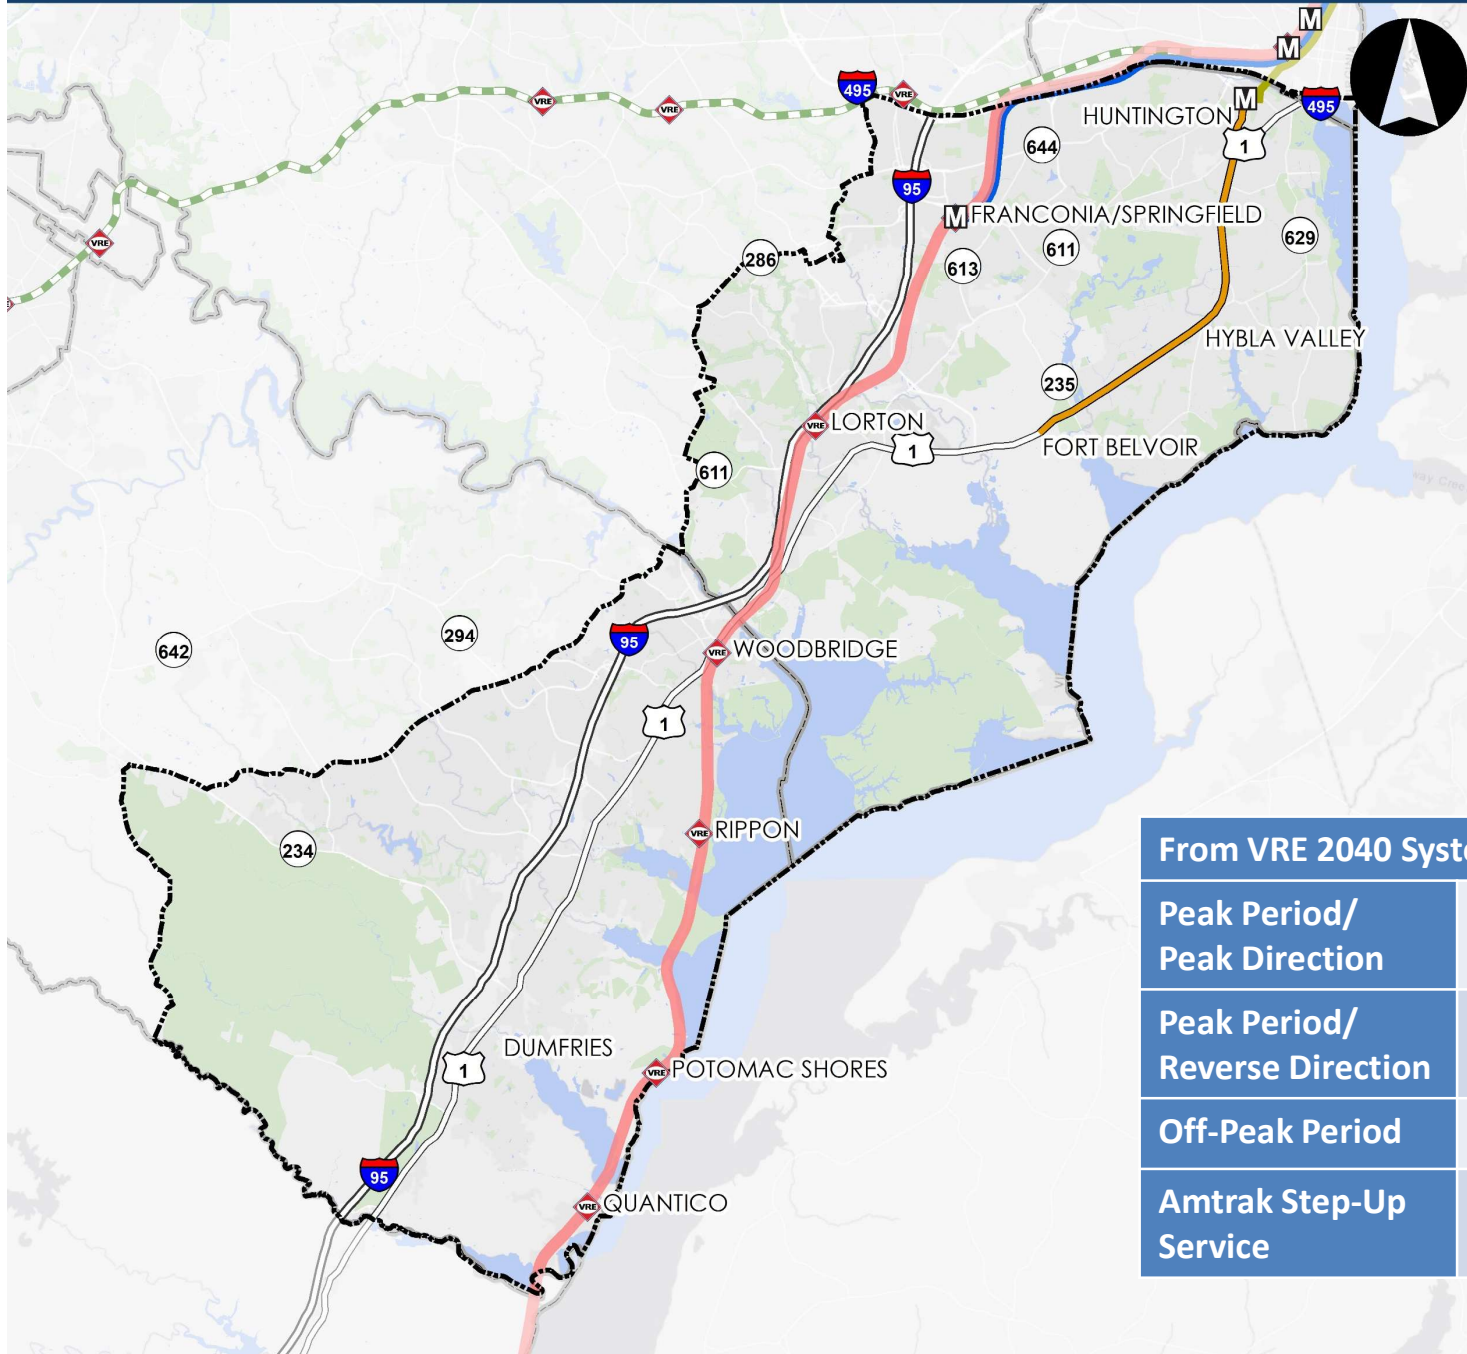 M
M
VRE
495
VRE
VRE
M
495
HUNTINGTON
1
644
95
M FRANCONIA/SPRINGFIELD
629
VRE
286
611
613
HYBLA VALLEY
235
VRE LORTON
1
FORT BELVOIR
611
294
95
642
VRE WOODBRIDGE
1
VRE RIPPON
234
From VRE 2040 Syst
Peak Period/
Peak Direction
Peak Period/
Reverse Direction
DUMFRIES
1
VRE POTOMAC SHORES
Off-Peak Period
95
VRE QUANTICO
Amtrak Step-Up
Service